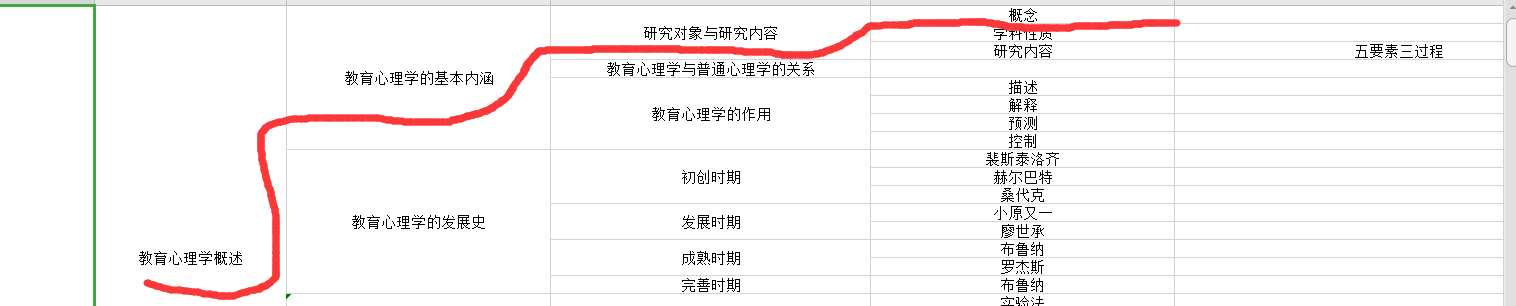 概念
研究对象与研究内容
学科性质
研究内容
五要素三过程
教育心理学的基本内涵
教育心理学与普通心理学的关系
描述
教育心理学的作用
解释
预测
控制
裴斯泰洛齐
初创时期
赫尔巴特
桑代克
教育心理学的发展史
发展时期
小原又一
廖世承
教育心理学概述
成熟时期
布鲁纳
罗杰斯
完善时期
布鲁纳
实验法